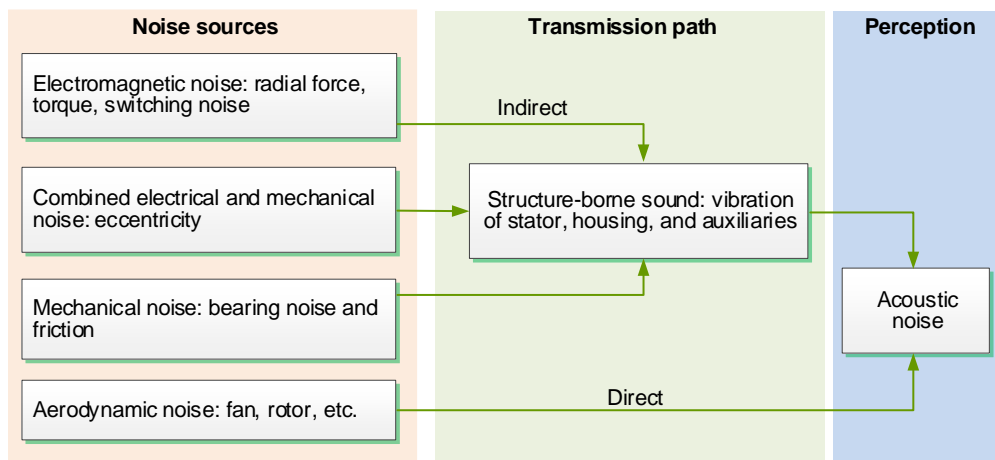 Noise sources
Transmission path
Perception
Electromagnetic noise: radial force,
torque, switching noise
Indirect
Combined electrical and mechanical
noise: eccentricity
Structure-borne sound: vibration
of stator, housing, and auxiliaries
Mechanical noise: bearing noise and
friction
Acoustic
noise
Aerodynamic noise: fan, rotor, etc.
Direct